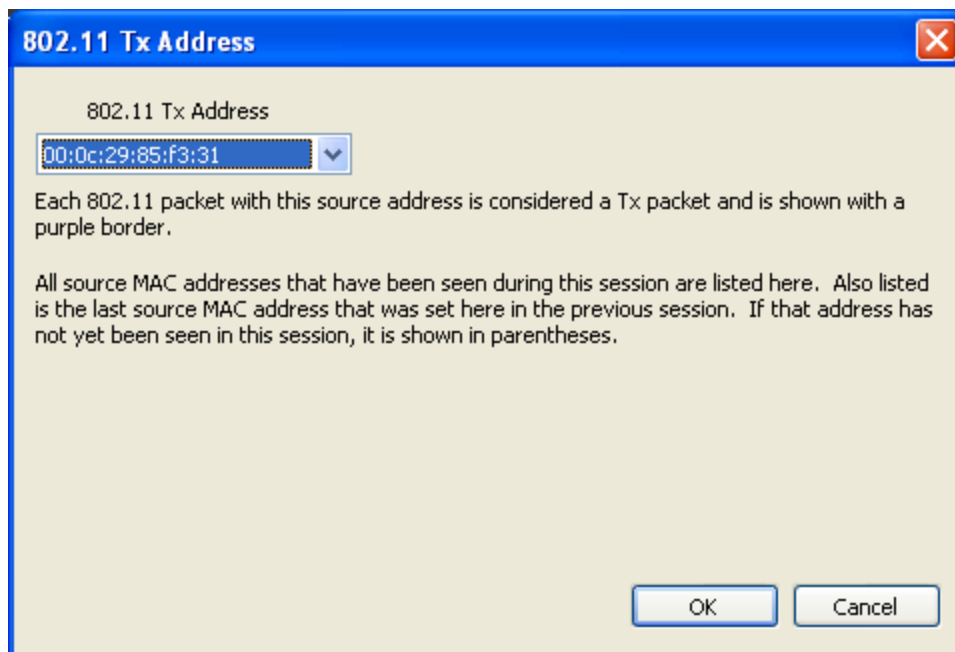 802.11 Tx Address
802.11 Tx Address
00:0c:29:85:f3:31
Each 802.11 packet with this source address is considered a Tx packet and is shown with a
purple border.
All source MAC addresses that have been seen during this session are listed here.  Also listed
is the last source MAC address that was set here in the previous session.  If that address has
not yet been seen in this session, it is shown in parentheses.
OK
Cancel